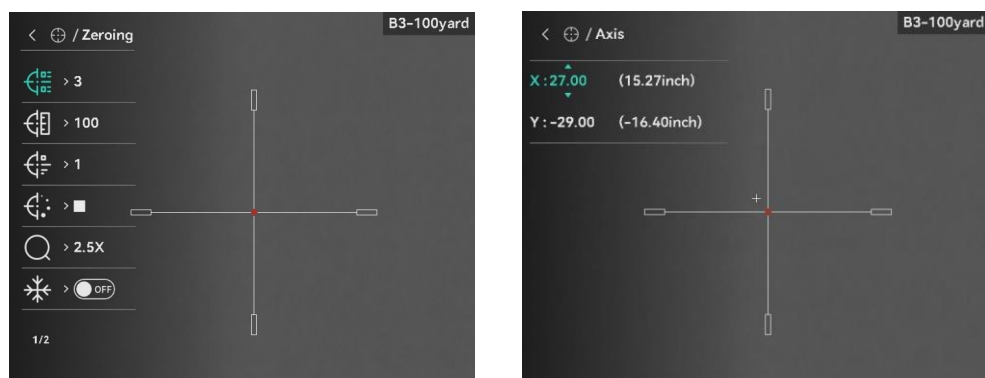 B3-100yard
< / Zeroing
> 3
> 100
> 1
>
> 2.5X
> OFF
1/2
B3-100yard
< / Axis
X:27.00 (15.27inch)
Y:-29.00 (-16.40inch)